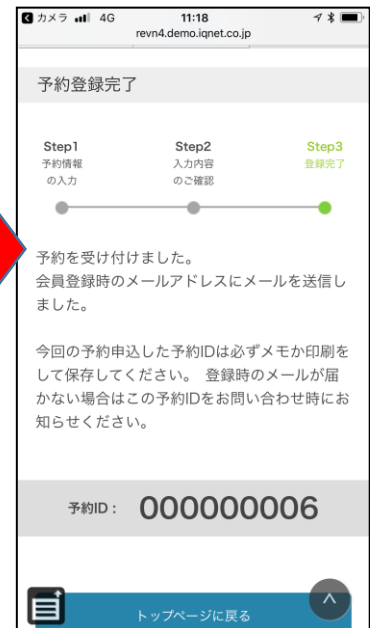 カメラ 4G 11:18
revn4.demo.iqnet.co.jp
予約登録完了
Step1 Step2 Step3
予約情報 入力内容 登録完了
の入力 のご確認
予約を受け付けました。
会員登録時のメールアドレスにメールを送信し
ました。
今回の予約申込した予約IDは必ずメモか印刷を
して保存してください。 登録時のメールが届
かない場合はこの予約IDをお問い合わせ時にお
知らせください。
予約ID： 000000006
トップページに戻る